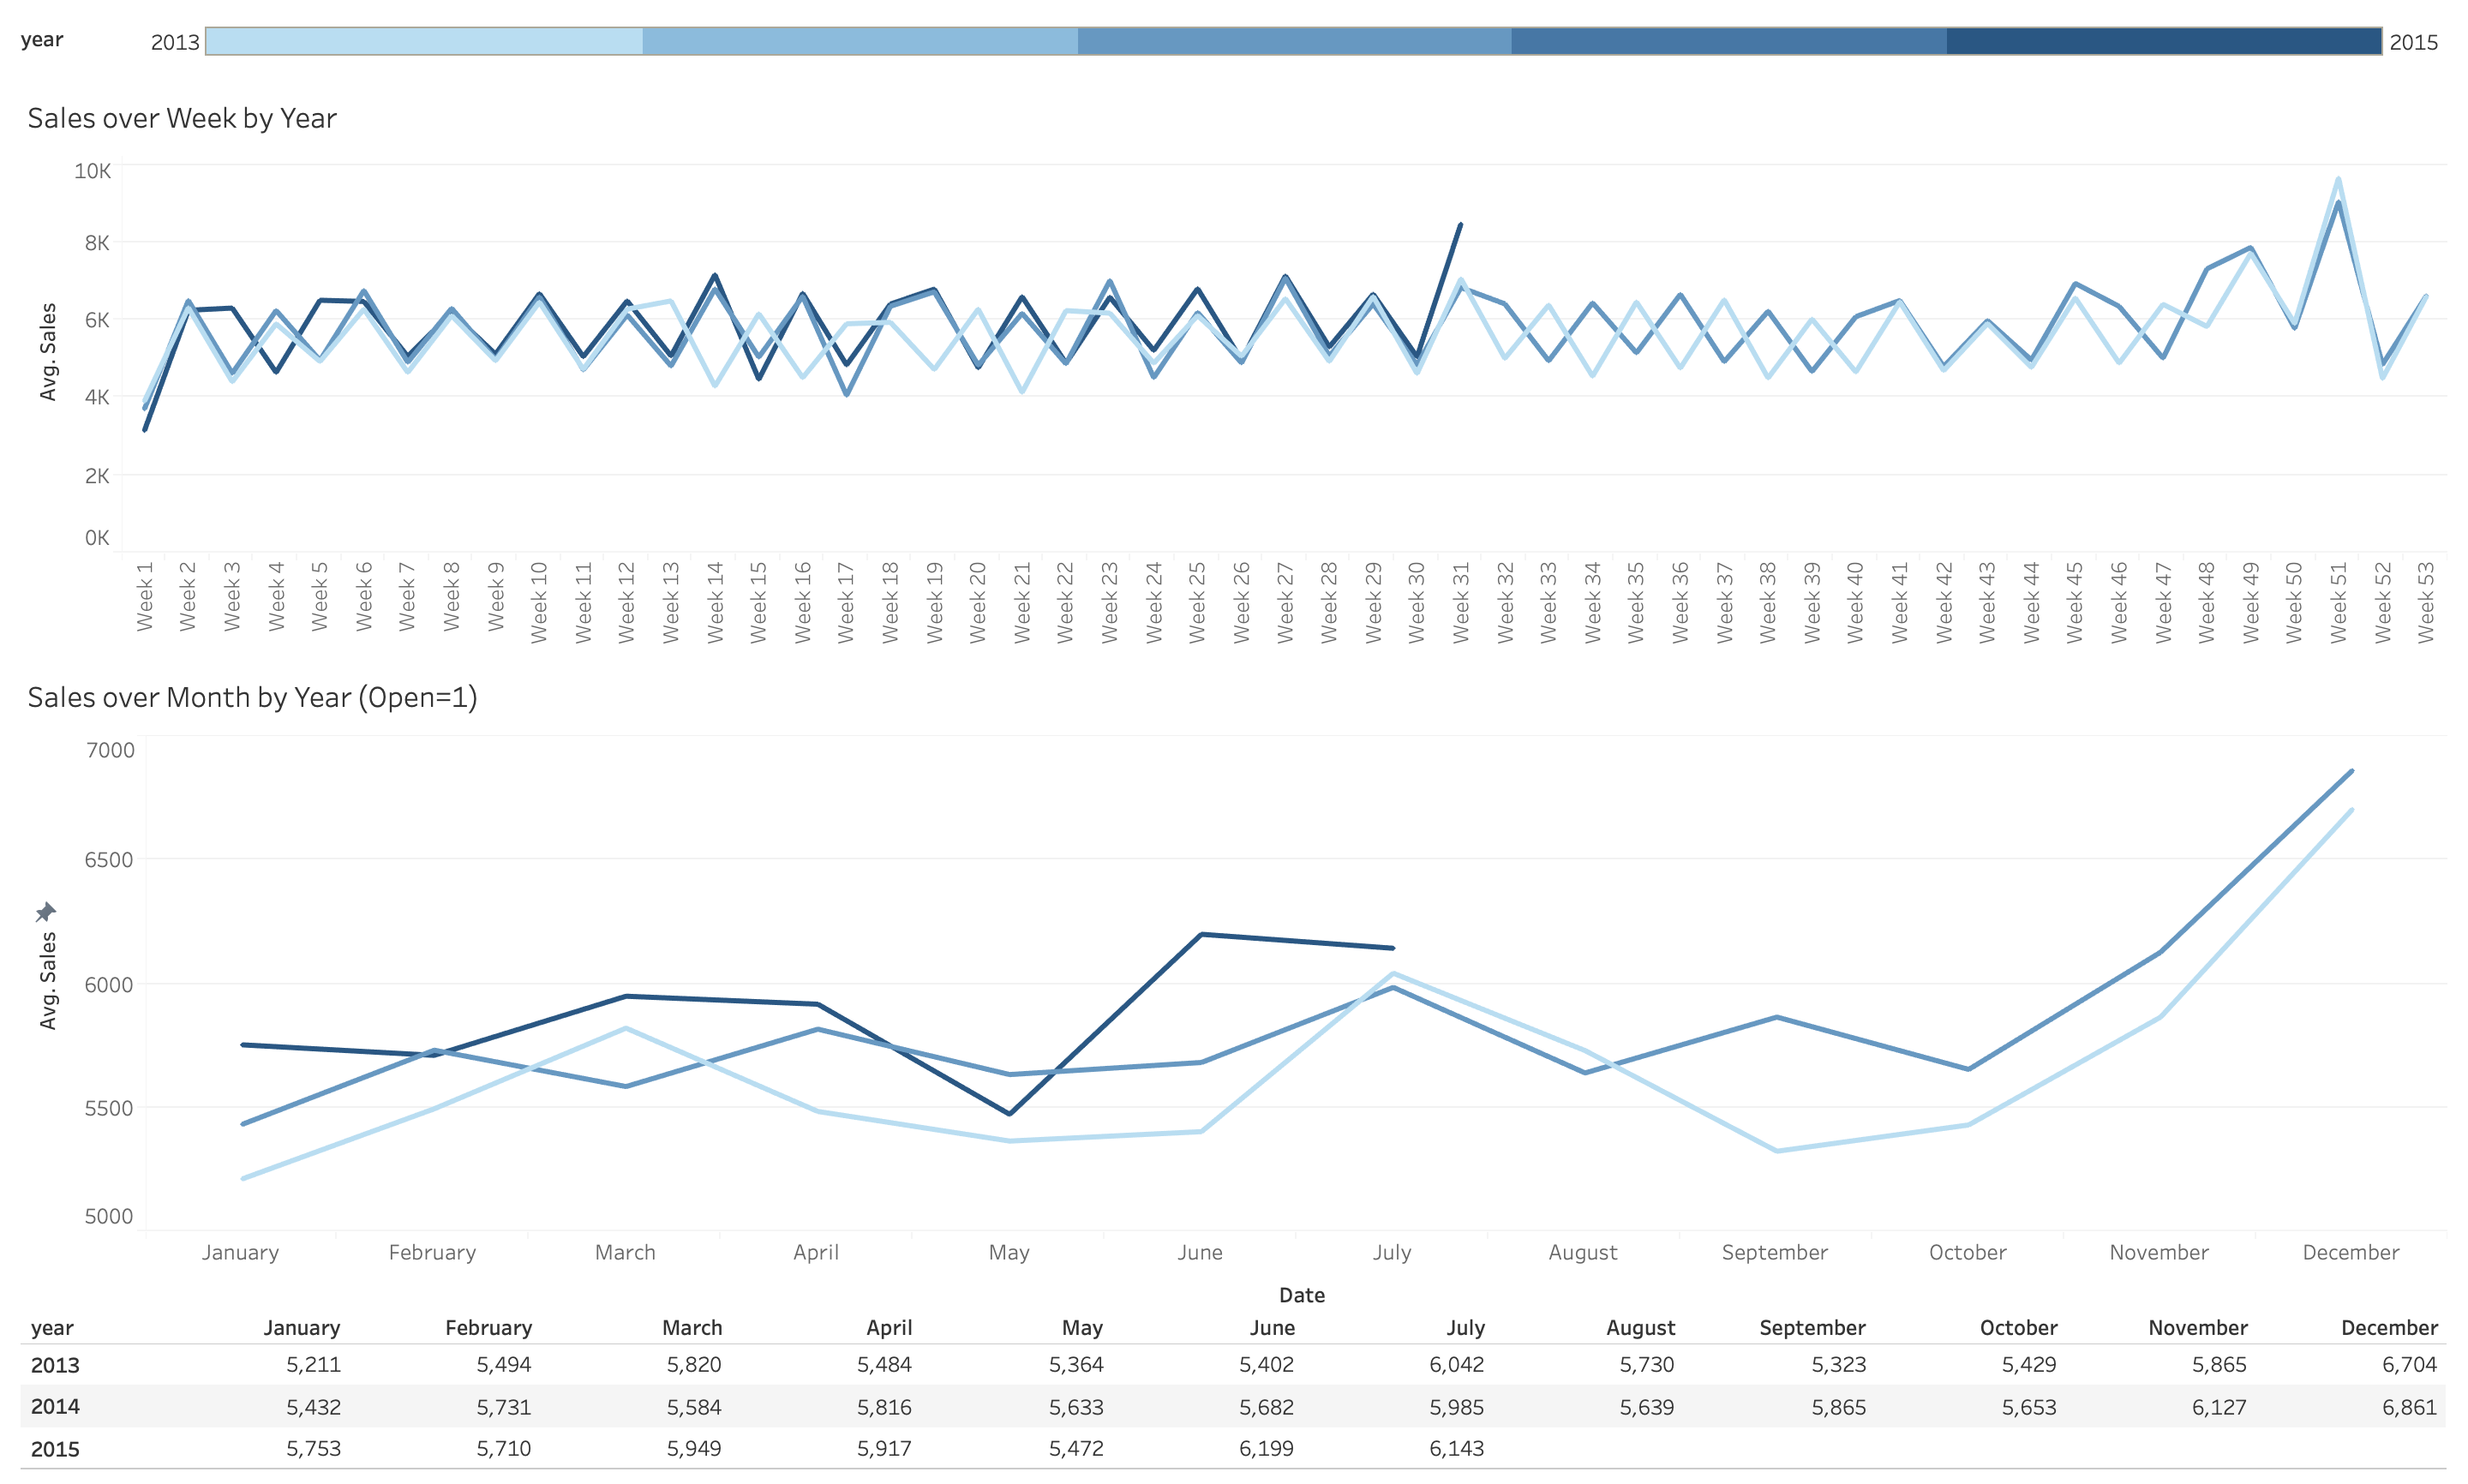 year 2013 2015
Sales over Week by Year
10K
8K
6K
4K
2K
0K
Avg. Sales
Week 1 Week 2 Week 3 Week 4 Week 5 Week 6 Week 7 Week 8 Week 9 Week 10 Week 11 Week 12 Week 13 Week 14 Week 15 Week 16 Week 17 Week 18 Week 19 Week 20 Week 21 Week 22 Week 23 Week 24 Week 25 Week 26 Week 27 Week 28 Week 29 Week 30 Week 31 Week 32 Week 33 Week 34 Week 35 Week 36 Week 37 Week 38 Week 39 Week 40 Week 41 Week 42 Week 43 Week 44 Week 45 Week 46 Week 47 Week 48 Week 49 Week 50 Week 51 Week 52 Week 53
Sales over Month by Year (Open=1)
7000
6500
6000
5500
5000
Avg. Sales
January February March April May June July August September October November December
Date
year January February March April May June July August September October November December
2013 5,211 5,494 5,820 5,484 5,364 5,402 6,042 5,730 5,323 5,429 5,865 6,704
2014 5,432 5,731 5,584 5,816 5,633 5,682 5,985 5,639 5,865 5,653 6,127 6,861
2015 5,753 5,710 5,949 5,917 5,472 6,199 6,143